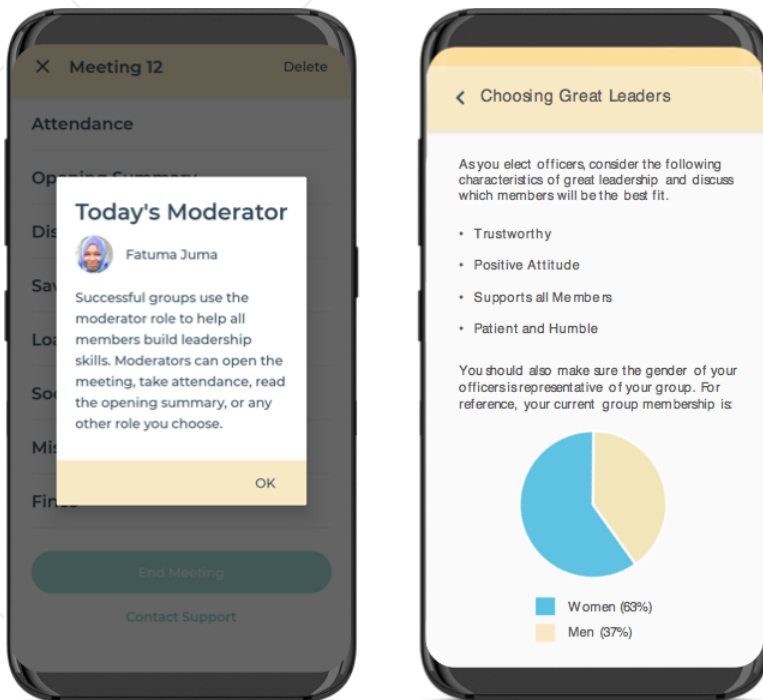 Meeting 12
Delete
Attendance
Opening Summary
Today's Moderator
Fatuma Juma
Successful groups use the
moderator role to help all
members build leadership
skills. Moderators can open the
meeting, take attendance, read
the opening summary, or any
other role you choose.
OK
End Meeting
Contact Support
Choosing Great Leaders
As you elect officers, consider the following
characteristics of great leadership and discuss
which members will be the best fit.
• Trustworthy
• Positive Attitude
• Supports all Members
• Patient and Humble
You should also make sure the gender of your
officers is representative of your group. For
reference, your current group membership is:
Women (63%)
Men (37%)